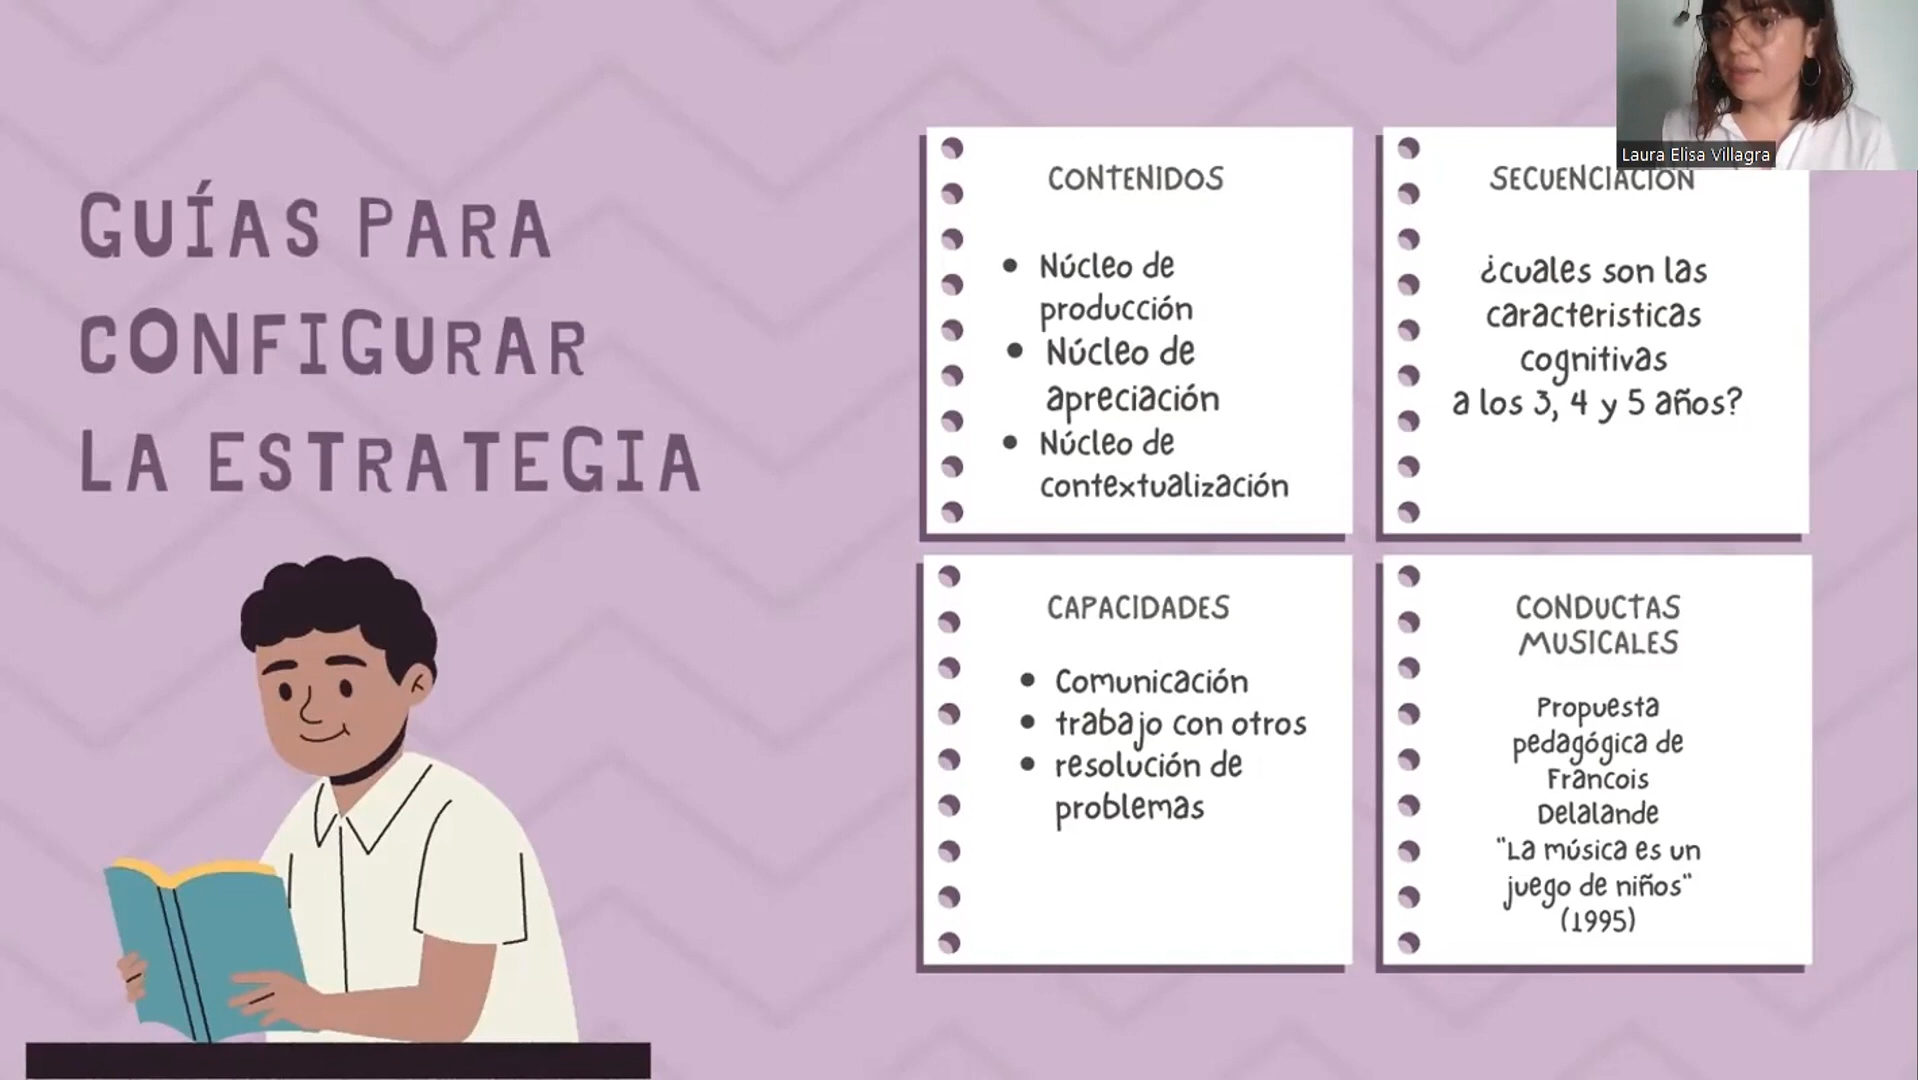 GUÍAS PARA
CONFIGURAR
LA ESTRATEGIA
CONTENIDOS
• Núcleo de
producción
• Núcleo de
apreciación
• Núcleo de
contextualización
Laura Elisa Villagra
SECUENCIACIÓN
¿cuales son las
caracteristicas
cognitivas
a los 3, 4 y 5 años?
CAPACIDADES
• Comunicación
• trabajo con otros
• resolución de
problemas
CONDUCTAS
MUSICALES
Propuesta
pedagógica de
Francois
Delalande
"La música es un
juego de niños"
(1995)